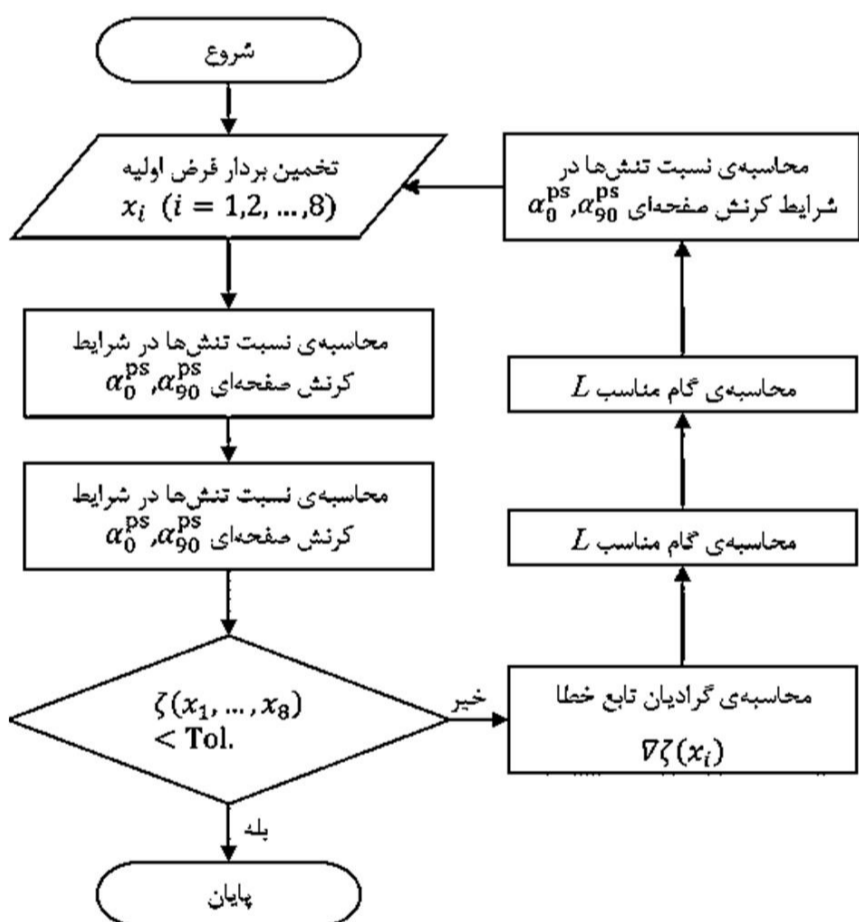 شروع
تخمین بردار فرض اولیه
x_i (i = 1,2, …,8)
محاسبه‌ی نسبت تنش‌ها در شرایط
کرنش صفحه‌ای α_0^ps,α_90^ps
محاسبه‌ی نسبت تنش‌ها در شرایط
کرنش صفحه‌ای α_0^ps,α_90^ps
ζ(x_1, … , x_8)
< Tol.
بله
پایان
خیر
محاسبه‌ی گرادیان تابع خطا
∇ζ(x_i)
محاسبه‌ی گام مناسب L
محاسبه‌ی گام مناسب L
محاسبه‌ی نسبت تنش‌ها در
شرایط کرنش صفحه‌ای α_0^ps,α_90^ps